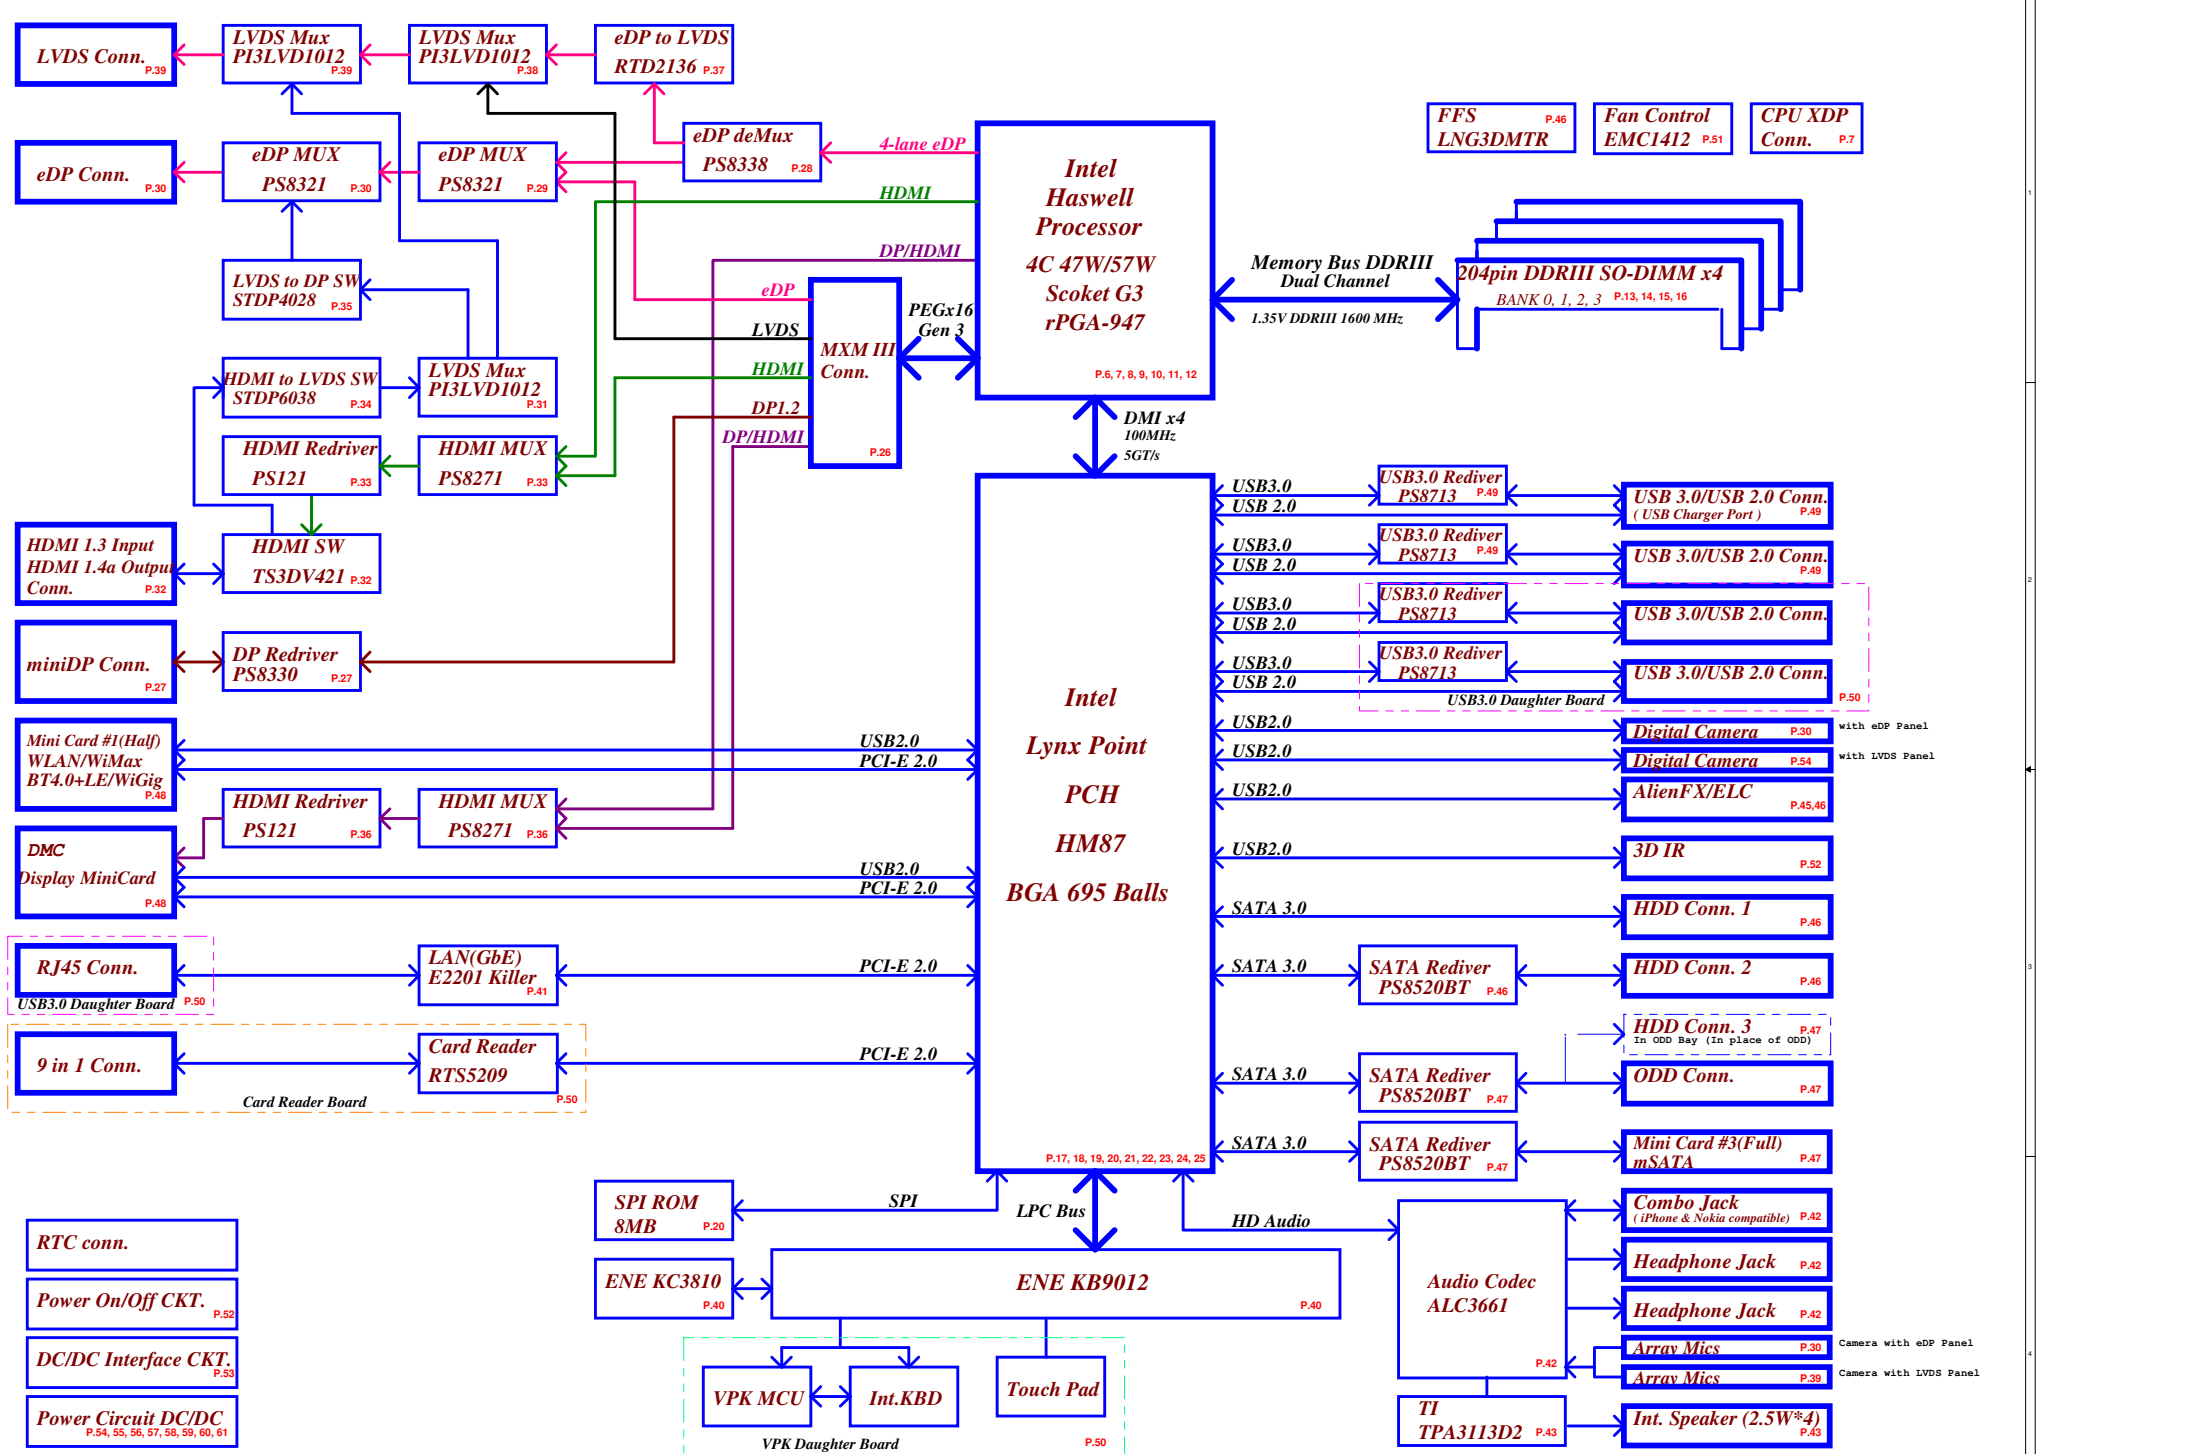 LVDS Conn.
P.39
LVDS Mux
PI3LVD1012
P.39
LVDS Mux
PI3LVD1012
P.38
eDP to LVDS
RTD2136 P.37
eDP deMux
PS8338 P.28
4-lane eDP
eDP Conn.
P.30
eDP MUX
PS8321 P.30
eDP MUX
PS8321 P.29
HDMI
DP/HDMI
LVDS to DP SW
STDP4028
P.35
eDP
LVDS
HDMI
DP1.2
DP/HDMI
MXM III
Conn.
P.26
PEGx16
Gen 3
HDMI to LVDS SW
STDP6038
P.34
LVDS Mux
PI3LVD1012
P.31
HDMI Redriver
PS121 P.33
HDMI MUX
PS8271 P.33
HDMI 1.3 Input
HDMI 1.4a Output
Conn.
P.32
HDMI SW
TS3DV421 P.32
miniDP Conn.
P.27
DP Redriver
PS8330 P.27
Intel
Haswell
Processor
4C 47W/57W
Scoket G3
rPGA-947
P.6, 7, 8, 9, 10, 11, 12
FFS P.46
LNG3DMTR
Fan Control
EMC1412 P.51
CPU XDP
Conn. P.7
Memory Bus DDRIII
Dual Channel
1.35V DDRIII 1600 MHz
204pin DDRIII SO-DIMM x4
BANK 0, 1, 2, 3 P.13, 14, 15, 16
DMI x4
100MHz
5GT/s
Intel
Lynx Point
PCH
HM87
BGA 695 Balls
P.17, 18, 19, 20, 21, 22, 23, 24, 25
USB3.0
USB3.0 Rediver
PS8713 P.49
USB 2.0
USB 3.0/USB 2.0 Conn.
( USB Charger Port ) P.49
USB3.0
USB3.0 Rediver
PS8713 P.49
USB 2.0
USB 3.0/USB 2.0 Conn.
P.49
USB3.0
USB3.0 Rediver
PS8713
USB 2.0
USB 3.0/USB 2.0 Conn.
USB3.0
USB3.0 Rediver
PS8713
USB 2.0
USB 3.0/USB 2.0 Conn.
USB3.0 Daughter Board
P.50
USB2.0
Digital Camera P.30
with eDP Panel
USB2.0
Digital Camera P.54
with LVDS Panel
USB2.0
AlienFX/ELC
P.45,46
USB2.0
3D IR
P.52
SATA 3.0
HDD Conn. 1
P.46
SATA 3.0
SATA Rediver
PS8520BT P.46
HDD Conn. 2
P.46
HDD Conn. 3 P.47
In ODD Bay (In place of ODD)
SATA 3.0
SATA Rediver
PS8520BT P.47
ODD Conn.
P.47
SATA 3.0
SATA Rediver
PS8520BT P.47
Mini Card #3(Full)
mSATA P.47
Mini Card #1(Half)
WLAN/WiMax
BT4.0+LE/WiGig
P.48
USB2.0
PCI-E 2.0
HDMI Redriver
PS121 P.36
HDMI MUX
PS8271 P.36
DMC
Display MiniCard
P.48
USB2.0
PCI-E 2.0
RJ45 Conn.
USB3.0 Daughter Board P.50
LAN(GbE)
E2201 Killer
P.41
PCI-E 2.0
9 in 1 Conn.
Card Reader
RTS5209
P.50
Card Reader Board
PCI-E 2.0
SPI ROM
8MB P.20
SPI
LPC Bus
HD Audio
ENE KC3810
P.40
ENE KB9012
P.40
VPK MCU
Int.KBD
Touch Pad
VPK Daughter Board
P.50
Audio Codec
ALC3661
P.42
TI
TPA3113D2 P.43
Combo Jack
( iPhone & Nokia compatible) P.42
Headphone Jack
P.42
Headphone Jack
P.42
Array Mics P.30
Camera with eDP Panel
Array Mics P.39
Camera with LVDS Panel
Int. Speaker (2.5W*4)
P.43
RTC conn.
Power On/Off CKT.
P.52
DC/DC Interface CKT.
P.53
Power Circuit DC/DC
P.54, 55, 56, 57, 58, 59, 60, 61
1
2
3
4